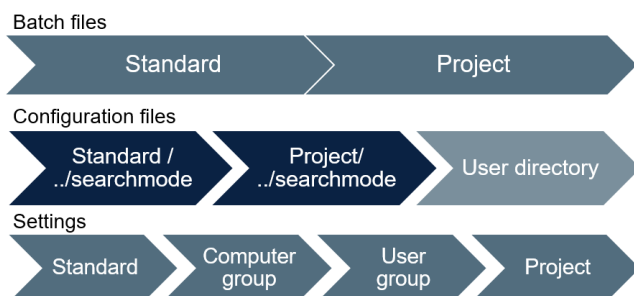 Batch files
Standard
Project
Configuration files
Standard /
../searchmode
Project/
../searchmode
User directory
Settings
Standard
Computer
group
User
group
Project